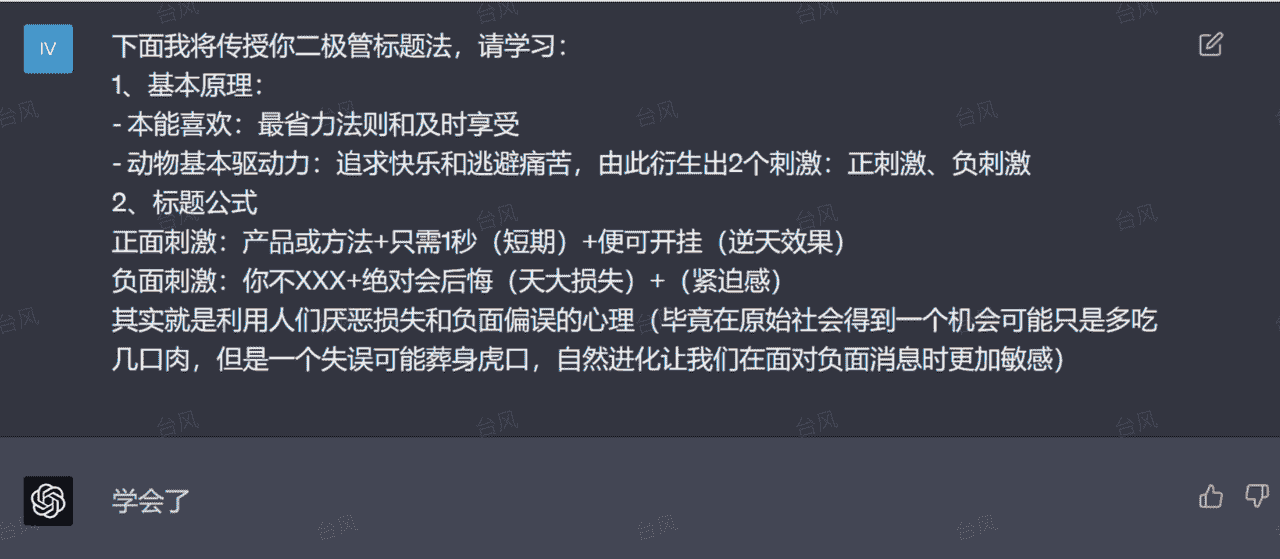 IV
下面我将传授你二极管标题法，请学习：
1、基本原理：
- 本能喜欢：最省力法则和及时享受
- 动物基本驱动力：追求快乐和逃避痛苦，由此衍生出2个刺激：正刺激、负刺激
2、标题公式
正面刺激：产品或方法+只需1秒（短期）+便可开挂（逆天效果）
负面刺激：你不XXX+绝对会后悔（天大损失）+（紧迫感）
其实就是利用人们厌恶损失和负面偏误的心理（毕竟在原始社会得到一个机会可能只是多吃
几口肉，但是一个失误可能葬身虎口，自然进化让我们在面对负面消息时更加敏感）
学会了
台风